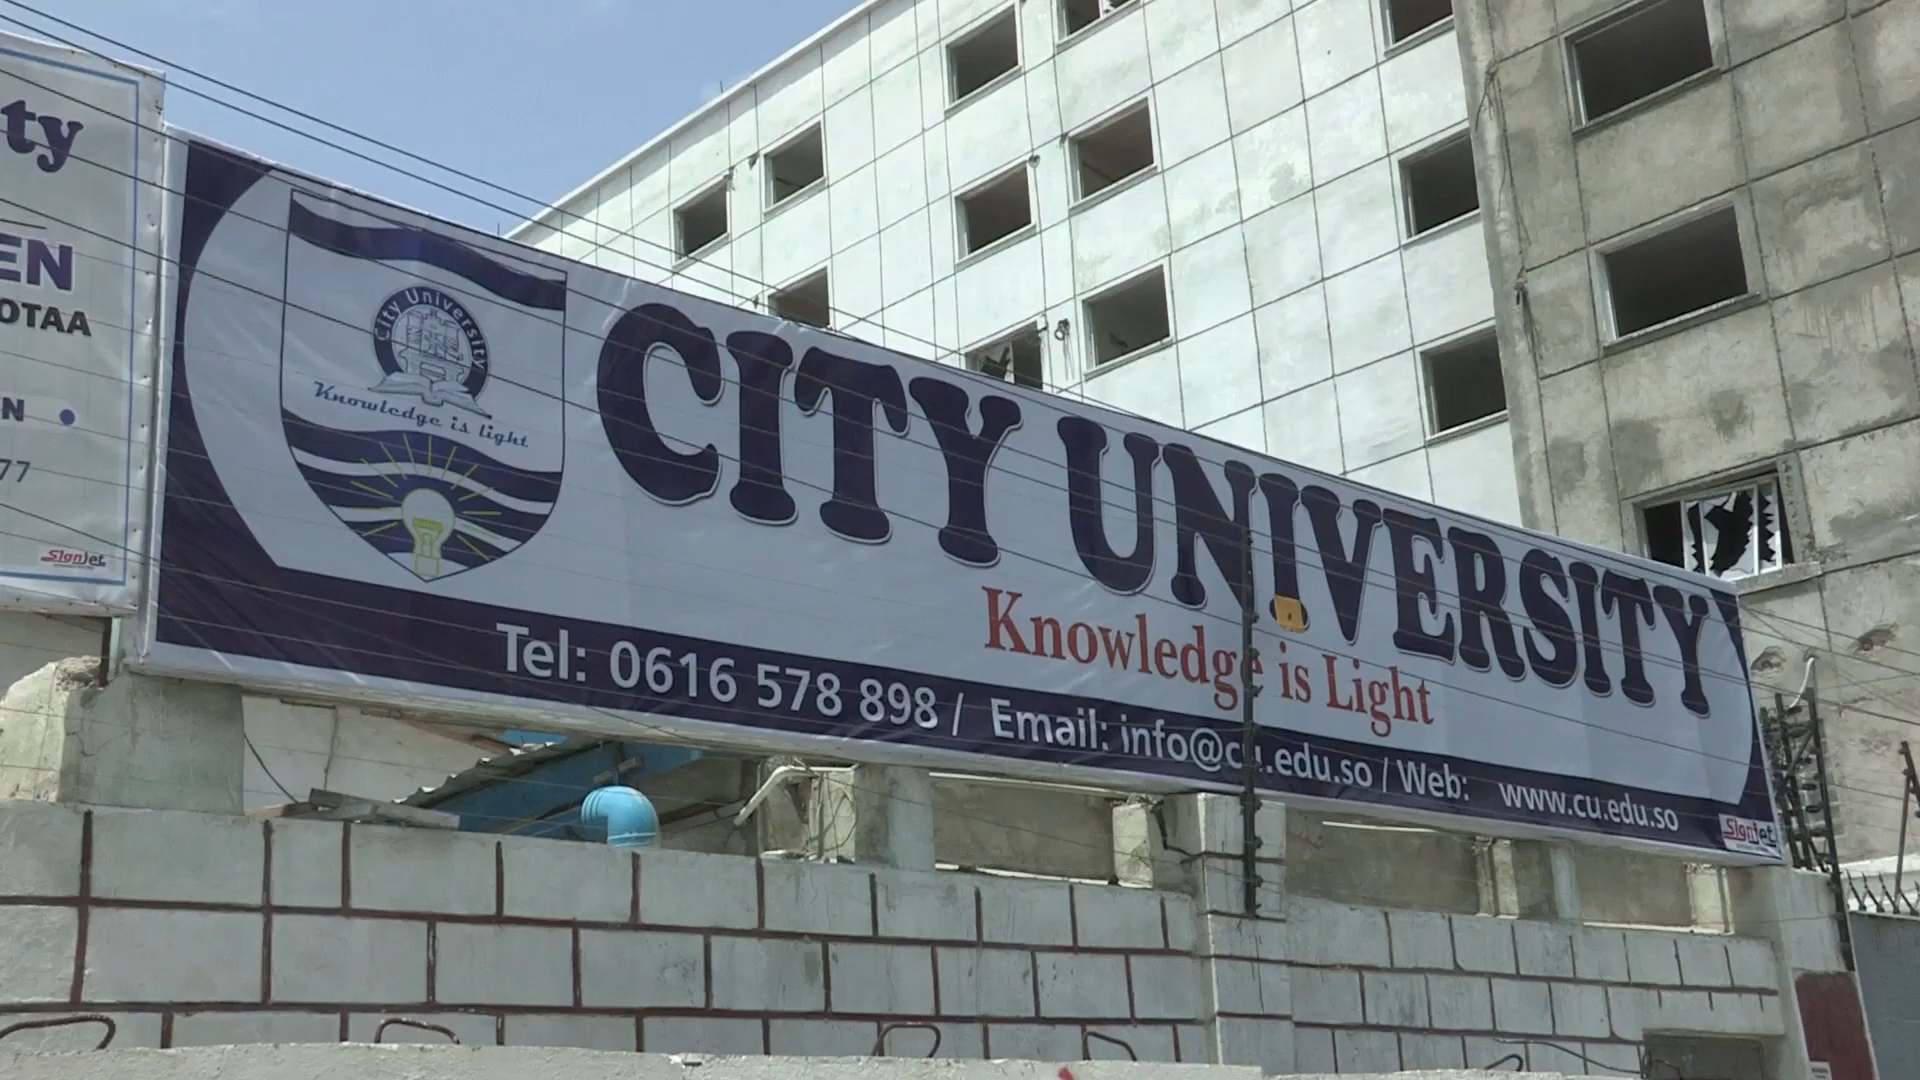 ty
EN
OTAA
N
77
Signjet
City University
Knowledge is light
CITY UNIVERSITY
Knowledge is Light
Tel: 0616 578 898 / Email: info@cu.edu.so / Web: www.cu.edu.so
Signjet